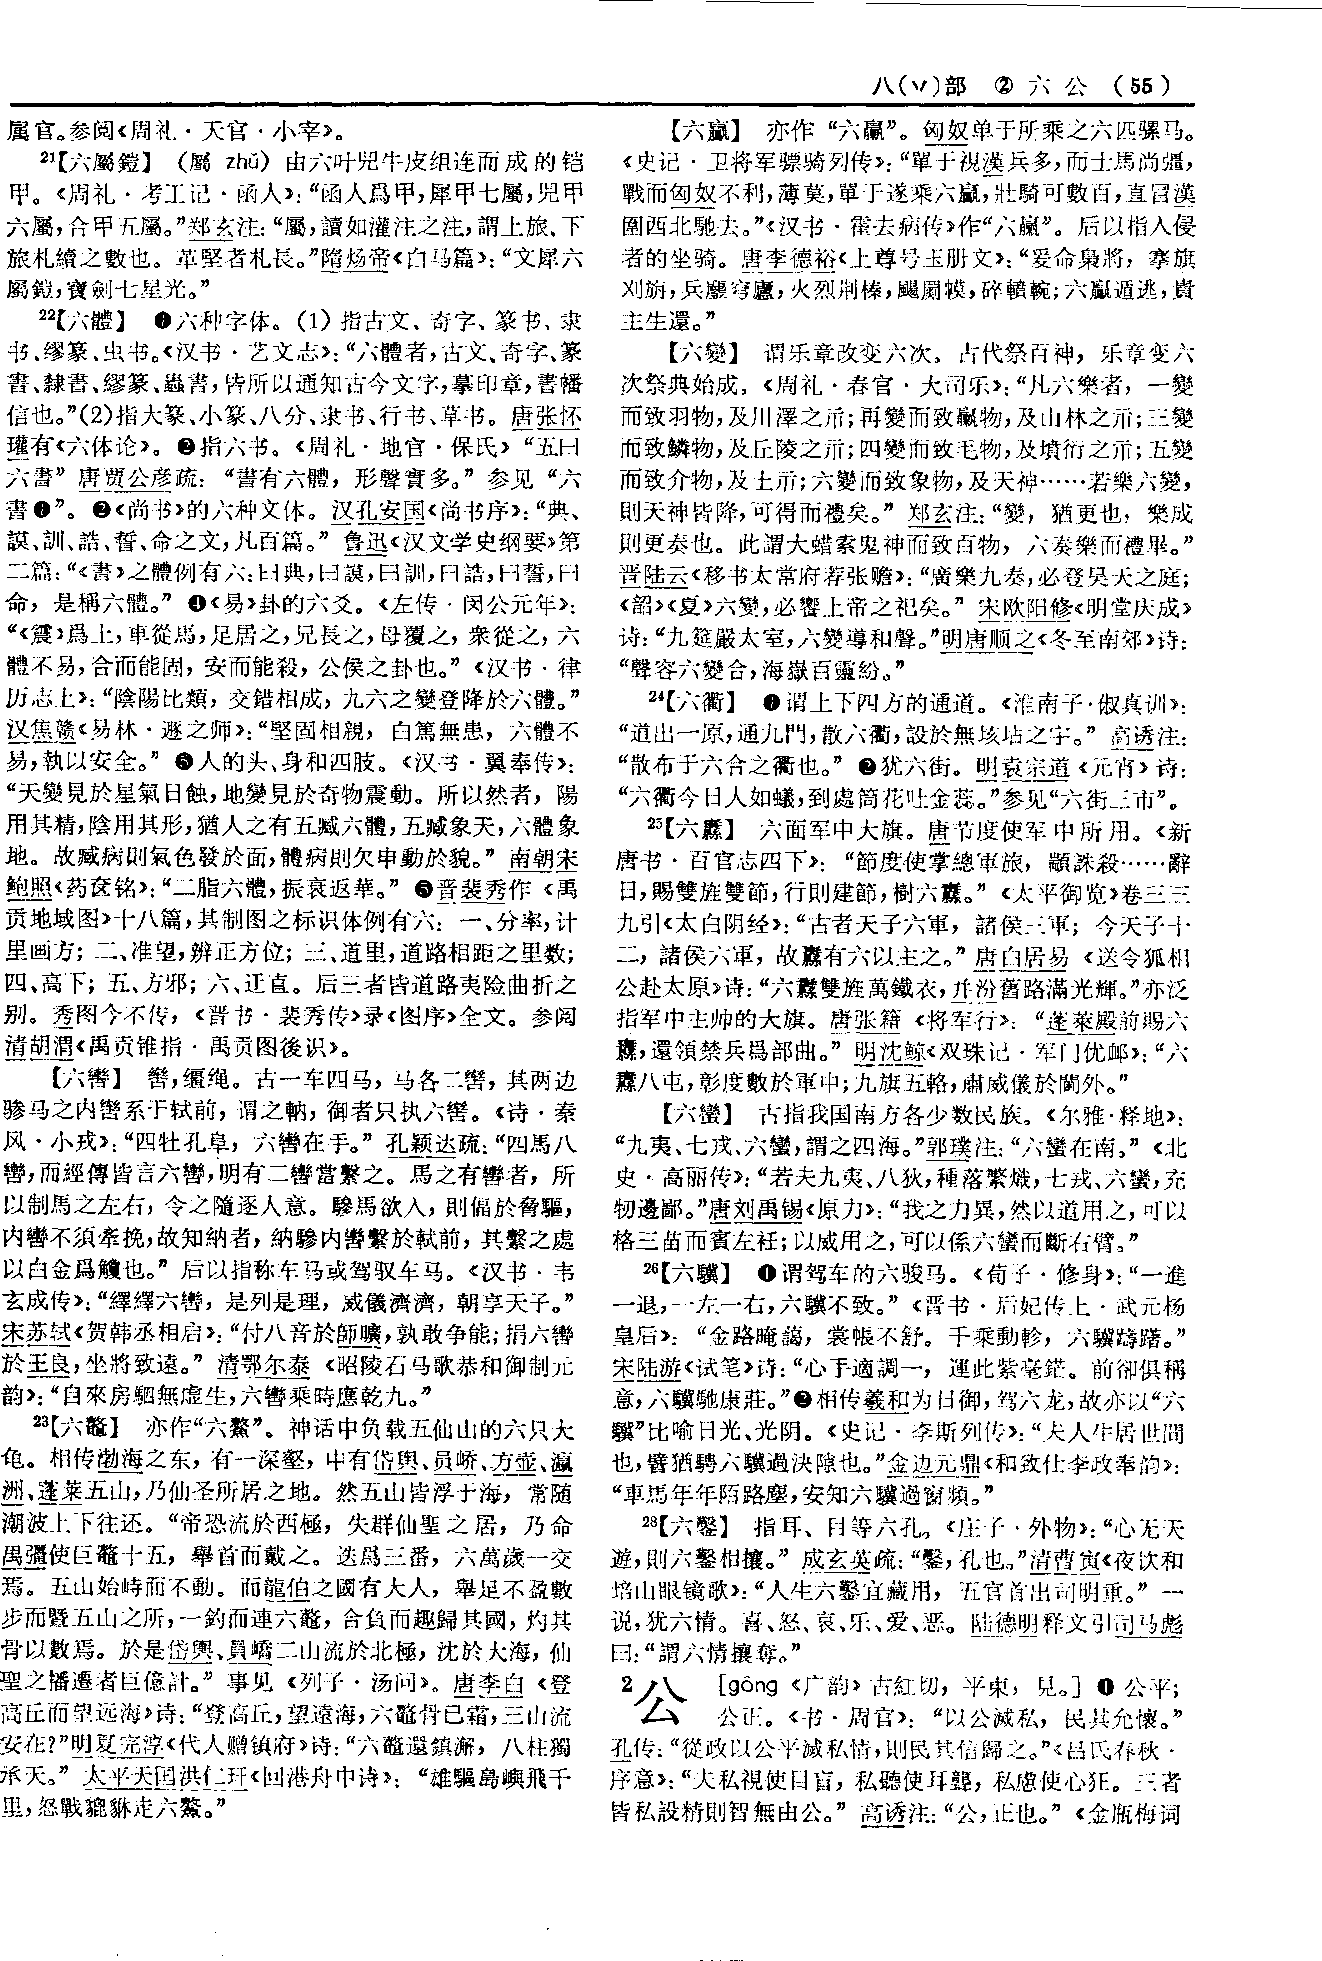 八(丷)部 ② 六 公 (55)
属官。参阅《周礼·天官·小宰》。
21【六屬鎧】 (屬 zhǔ) 由六叶兕牛皮组连而成的铠
甲。《周礼·考工记·函人》:“函人爲甲,犀甲七屬,兕甲
六屬,合甲五屬。”郑玄注:“屬,讀如灌注之注,謂上旅、下
旅札續之數也。革堅者札長。”隋炀帝《白马篇》:“文犀六
屬鎧,寶劍七星光。”
22【六體】 ❶六种字体。(1) 指古文、奇字、篆书、隶
书、缪篆、虫书。《汉书·艺文志》:“六體者,古文、奇字、篆
書、隸書、繆篆、蟲書,皆所以通知古今文字,摹印章,書幡
信也。”(2)指大篆、小篆、八分、隶书、行书、草书。唐张怀
瓘有《六体论》。❷指六书。《周礼·地官·保氏》“五曰
六書” 唐贾公彦疏:“書有六體,形聲實多。” 参见“六
書❶”。❷《尚书》的六种文体。汉孔安国《尚书序》:“典、
謨、訓、誥、誓、命之文,凡百篇。” 鲁迅《汉文学史纲要》第
二篇:“《書》之體例有六:曰典,曰謨,曰訓,曰誥,曰誓,曰
命,是稱六體。” ❹《易》卦的六爻。《左传·闵公元年》:
“《震》爲土,車從馬,足居之,兄長之,母覆之,衆從之,六
體不易,合而能固,安而能殺,公侯之卦也。”《汉书·律
历志上》:“陰陽比類,交錯相成,九六之變登降於六體。”
汉焦赣《易林·遯之师》:“堅固相親,白篤無患,六體不
易,執以安全。” ❺人的头、身和四肢。《汉书·翼奉传》:
“天變見於星氣日蝕,地變見於奇物震動。所以然者,陽
用其精,陰用其形,猶人之有五臧六體,五臧象天,六體象
地。故臧病則氣色發於面,體病則欠申動於貌。” 南朝宋
鲍照《药奁铭》:“二脂六體,振衰返華。” ❺晋裴秀作《禹
贡地域图》十八篇,其制图之标识体例有六:一、分率,计
里画方;二、准望,辨正方位;三、道里,道路相距之里数;
四、高下;五、方邪;六、迂直。后三者皆道路夷险曲折之
别。秀图今不传,《晋书·裴秀传》录《图序》全文。参阅
清胡渭《禹贡锥指·禹贡图後识》。
【六轡】 辔,缰绳。古一车四马,马各二辔,其两边
骖马之内辔系于轼前,谓之軜,御者只执六辔。《诗·秦
风·小戎》:“四牡孔阜,六轡在手。” 孔颖达疏:“四馬八
轡,而經傳皆言六轡,明有二轡當繫之。馬之有轡者,所
以制馬之左右,令之隨逐人意。驂馬欲入,則偪於脅驅,
内轡不須牽挽,故知納者,納驂内轡繫於軾前,其繫之處
以白金爲觼也。” 后以指称车马或驾驭车马。《汉书·韦
玄成传》:“繹繹六轡,是列是理,威儀濟濟,朝享天子。”
宋苏轼《贺韩丞相启》:“付八音於師曠,孰敢争能;捐六轡
於王良,坐將致遠。” 清鄂尔泰《昭陵石马歌恭和御制元
韵》:“自來房駟無虛生,六轡乘時應乾九。”
23【六鼇】 亦作“六鰲”。神话中负载五仙山的六只大
龟。相传渤海之东,有一深壑,中有岱舆、员峤、方壶、瀛
洲、蓬莱五山,乃仙圣所居之地。然五山皆浮于海,常随
潮波上下往还。“帝恐流於西極,失群仙聖之居,乃命
禺彊使巨鼇十五,舉首而戴之。迭爲三番,六萬歲一交
焉。五山始峙而不動。而龍伯之國有大人,舉足不盈數
步而暨五山之所,一釣而連六鼇,合負而趣歸其國,灼其
骨以數焉。於是岱輿、員嶠二山流於北極,沈於大海,仙
聖之播遷者巨億計。” 事见《列子·汤问》。唐李白《登
高丘而望远海》诗:“登高丘,望遠海,六鼇骨已霜,三山流
安在?”明夏完淳《代人赠镇府》诗:“六鼇還鎮澥,八柱獨
承天。” 太平天国洪仁玕《回港舟中诗》:“雄驅島嶼飛千
里,怒戰貔貅走六鰲。”
【六驘】 亦作“六贏”。匈奴单于所乘之六匹骡马。
《史记·卫将军骠骑列传》:“單于視漢兵多,而士馬尚彊,
戰而匈奴不利,薄莫,單于遂乘六驘,壯騎可數百,直冒漢
圍西北馳去。”《汉书·霍去病传》作“六贏”。后以指入侵
者的坐骑。唐李德裕《上尊号玉册文》:“爰命梟將,搴旗
刈旃,兵鏖穹廬,火烈荆榛,颺罽幙,碎轒輓;六驘遁逃,貴
主生還。”
【六變】 谓乐章改变六次。古代祭百神,乐章变六
次祭典始成。《周礼·春官·大司乐》:“凡六樂者,一變
而致羽物,及川澤之示;再變而致臝物,及山林之示;三變
而致鱗物,及丘陵之示;四變而致毛物,及墳衍之示;五變
而致介物,及土示;六變而致象物,及天神……若樂六變,
則天神皆降,可得而禮矣。” 郑玄注:“變,猶更也,樂成
則更奏也。此謂大蜡索鬼神而致百物,六奏樂而禮畢。”
晋陆云《移书太常府荐张赡》:“廣樂九奏,必登昊天之庭;
《韶》《夏》六變,必饗上帝之祀矣。” 宋欧阳修《明堂庆成》
诗:“九筵嚴太室,六變導和聲。”明唐顺之《冬至南郊》诗:
“聲容六變合,海嶽百靈紛。”
24【六衢】 ❶谓上下四方的通道。《淮南子·俶真训》:
“道出一原,通九門,散六衢,設於無垓坫之宇。” 高诱注:
“散布于六合之衢也。” ❷犹六街。明袁宗道《元宵》诗:
“六衢今日人如蟻,到處筒花吐金蕊。”参见“六街三市”。
25【六纛】 六面军中大旗。唐节度使军中所用。《新
唐书·百官志四下》:“節度使掌總軍旅,顓誅殺……辭
日,賜雙旌雙節,行則建節,樹六纛。”《太平御览》卷三三
九引《太白阴经》:“古者天子六軍,諸侯三軍;今天子十
二,諸侯六軍,故纛有六以主之。” 唐白居易《送令狐相
公赴太原》诗:“六纛雙旌萬鐵衣,并汾舊路滿光輝。”亦泛
指军中主帅的大旗。唐张籍《将军行》:“蓬萊殿前賜六
纛,還領禁兵爲部曲。” 明沈鲸《双珠记·军门优邺》:“六
纛八屯,彰度數於軍中;九旗五輅,肅威儀於閫外。”
【六蠻】 古指我国南方各少数民族。《尔雅·释地》:
“九夷、七戎、六蠻,謂之四海。”郭璞注:“六蠻在南。”《北
史·高丽传》:“若夫九夷、八狄,種落繁熾,七戎、六蠻,充
牣邊鄙。”唐刘禹锡《原力》:“我之力異,然以道用之,可以
格三苗而賓左衽;以威用之,可以係六蠻而斷右臂。”
26【六驥】 ❶谓驾车的六骏马。《荀子·修身》:“一進
一退,一左一右,六驥不致。”《晋书·后妃传上·武元杨
皇后》:“金路晻藹,裳帳不舒。千乘動軫,六驥躊躇。”
宋陆游《试笔》诗:“心手適調一,運此紫毫鋩。前卻俱稱
意,六驥馳康莊。”❷相传羲和为日御,驾六龙,故亦以“六
驥”比喻日光、光阴。《史记·李斯列传》:“夫人生居世間
也,譬猶騁六驥過決隙也。”金边元鼎《和致仕李政奉韵》:
“車馬年年陌路塵,安知六驥過窗頻。”
28【六鑿】 指耳、目等六孔。《庄子·外物》:“心无天
遊,則六鑿相攘。” 成玄英疏:“鑿,孔也。”清曹寅《夜饮和
培山眼镜歌》:“人生六鑿宜藏用,五官首出司明重。” 一
说,犹六情。喜、怒、哀、乐、爱、恶。陆德明释文引司马彪
曰:“謂六情攘奪。”
2公 [gōng《广韵》古紅切,平東,見。] ❶公平;
公正。《书·周官》:“以公滅私,民其允懷。”
孔传:“從政以公平滅私情,則民其信歸之。”《吕氏春秋·
序意》:“夫私視使目盲,私聽使耳聾,私慮使心狂。三者
皆私設精則智無由公。” 高诱注:“公,正也。”《金瓶梅词